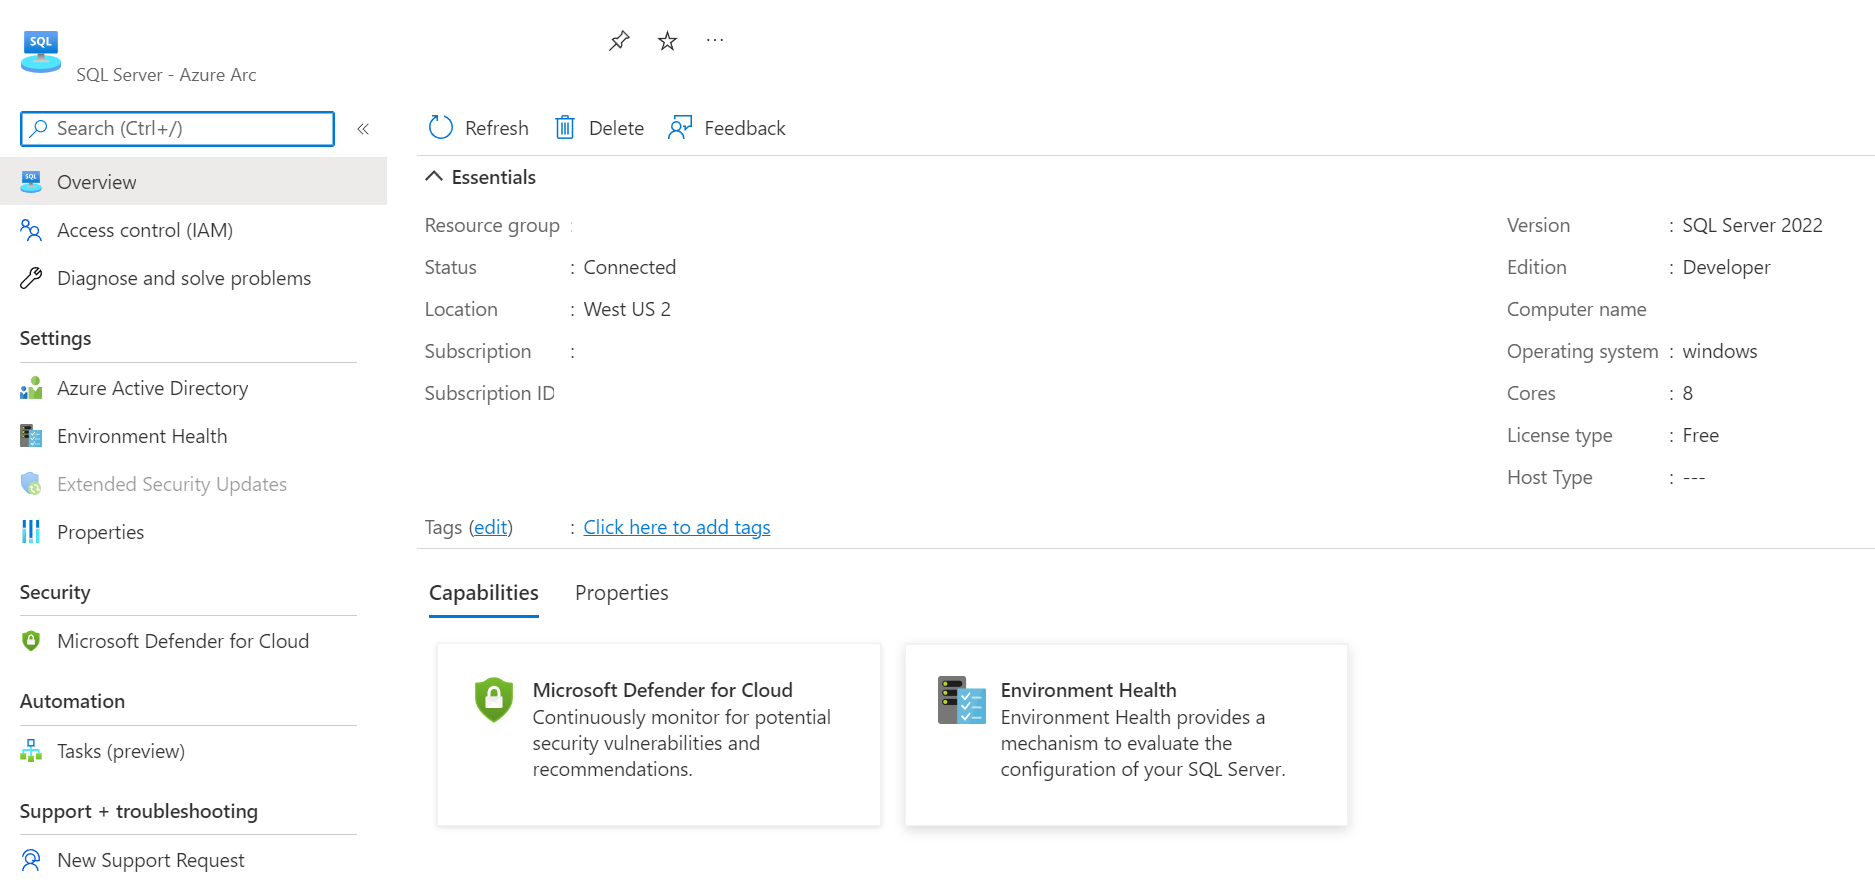 SQL
SQL Server - Azure Arc
Search (Ctrl+/)
«
Refresh
Delete
Feedback
SQL
Overview
Access control (IAM)
Diagnose and solve problems
Settings
Azure Active Directory
Environment Health
Extended Security Updates
Properties
Security
Microsoft Defender for Cloud
Automation
Tasks (preview)
Support + troubleshooting
New Support Request
Essentials
Resource group :
Status : Connected
Location : West US 2
Subscription :
Subscription ID
Version : SQL Server 2022
Edition : Developer
Computer name
Operating system : windows
Cores : 8
License type : Free
Host Type : ---
Tags (edit) : Click here to add tags
Capabilities
Properties
Microsoft Defender for Cloud
Continuously monitor for potential
security vulnerabilities and
recommendations.
Environment Health
Environment Health provides a
mechanism to evaluate the
configuration of your SQL Server.